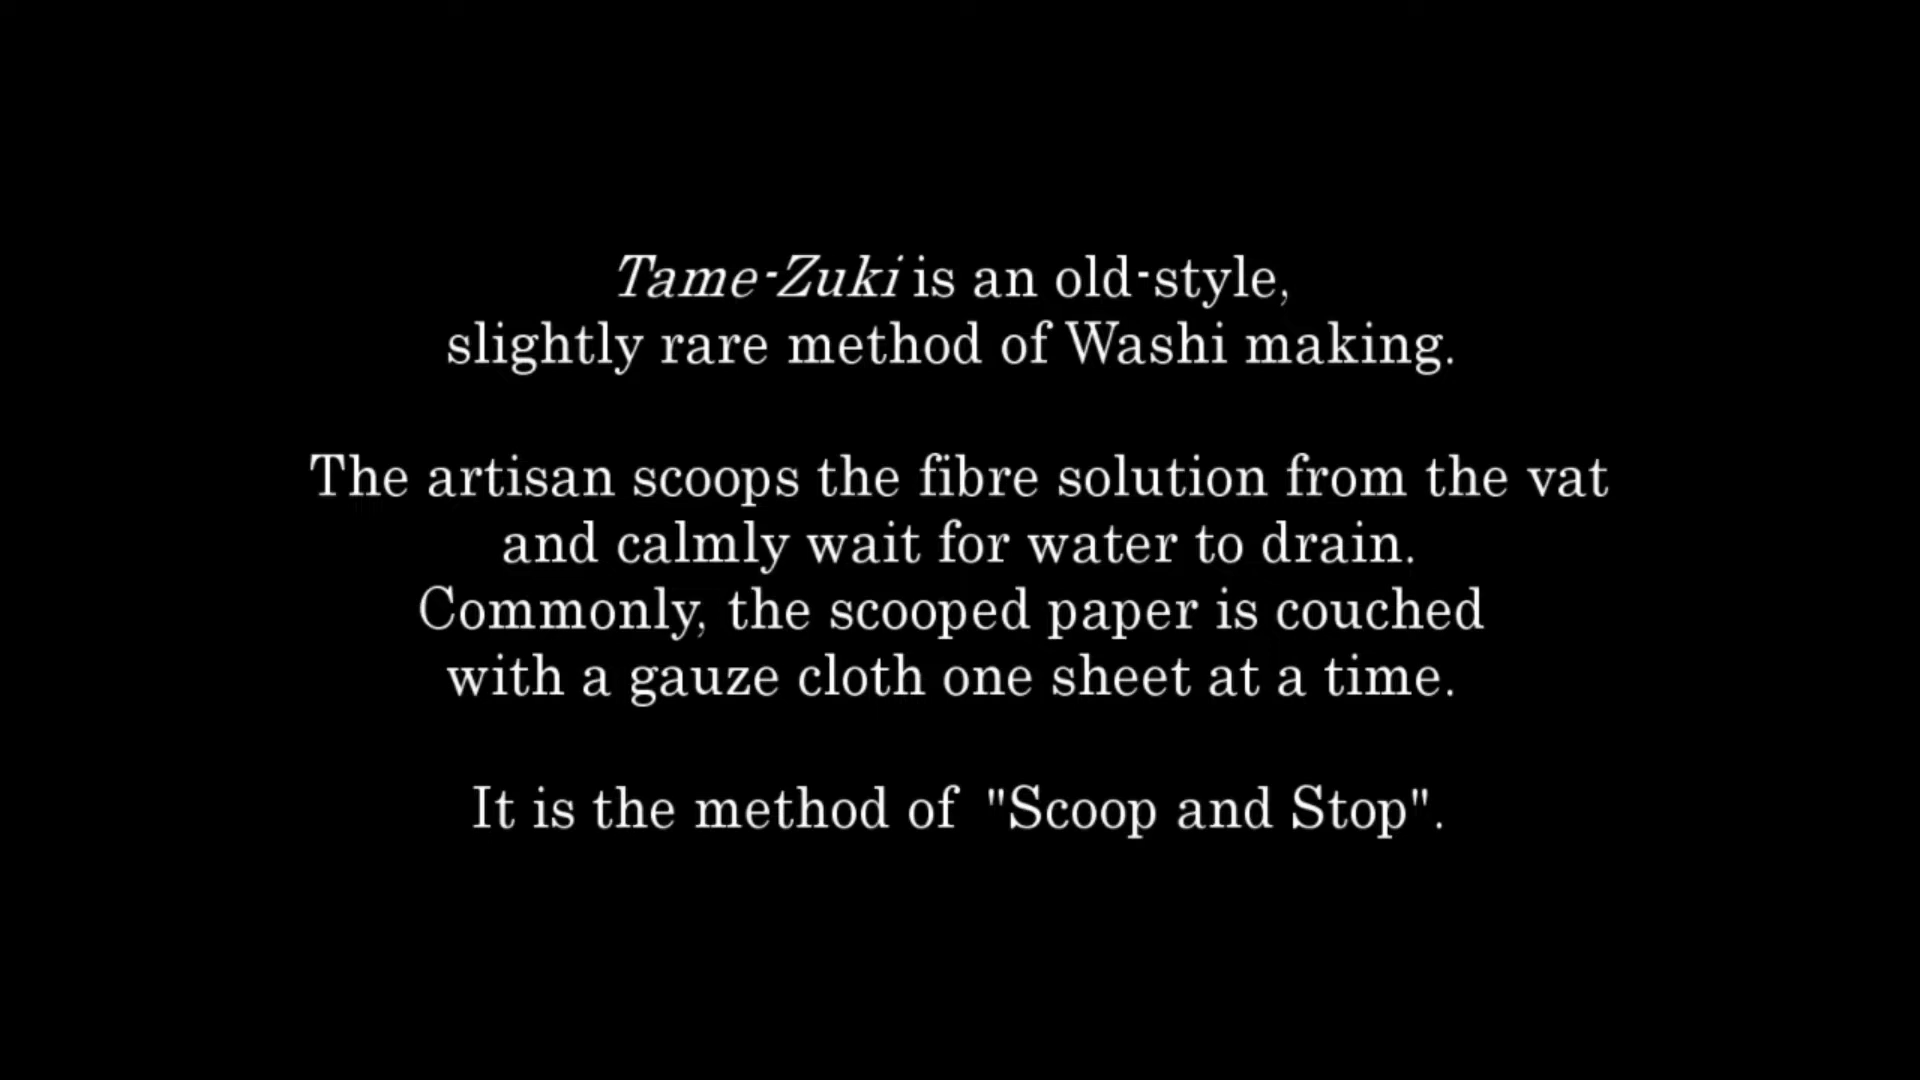 Tame-Zuki is an old-style,
slightly rare method of Washi making.
The artisan scoops the fibre solution from the vat
and calmly wait for water to drain.
Commonly, the scooped paper is couched
with a gauze cloth one sheet at a time.
It is the method of "Scoop and Stop".